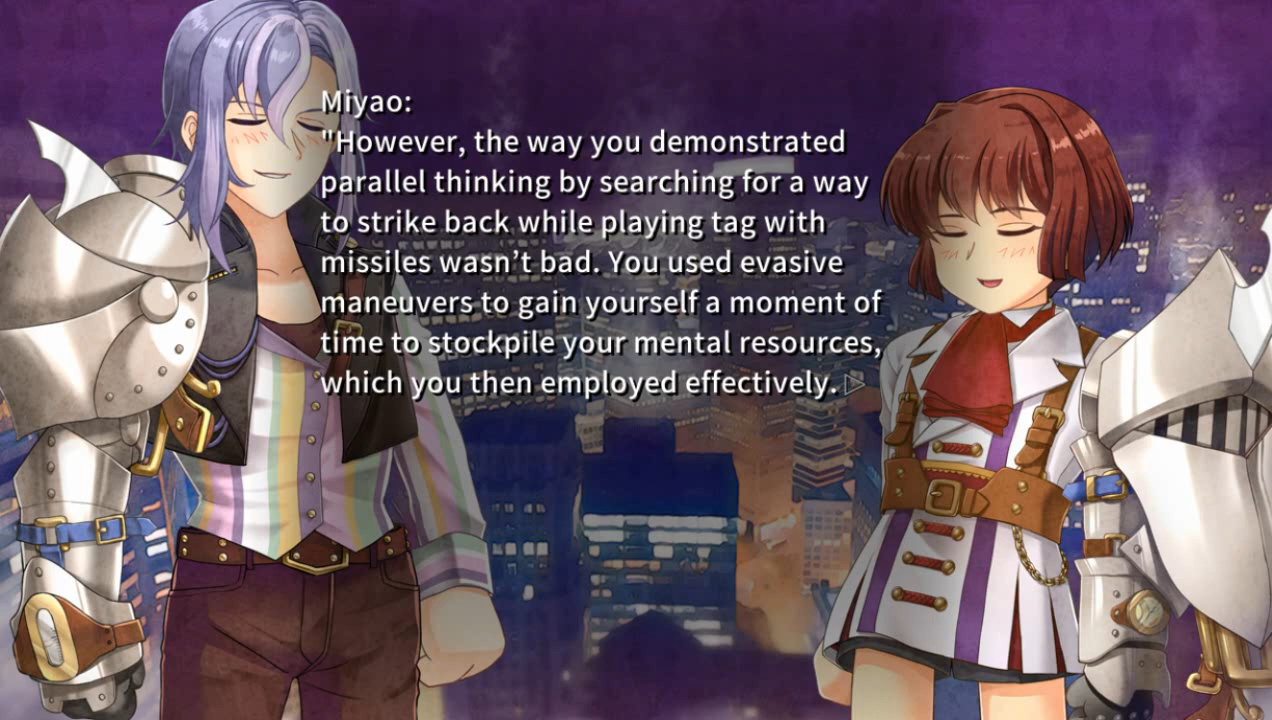 Miyao:
"However, the way you demonstrated
parallel thinking by searching for a way
to strike back while playing tag with
missiles wasn’t bad. You used evasive
maneuvers to gain yourself a moment of
time to stockpile your mental resources,
which you then employed effectively.